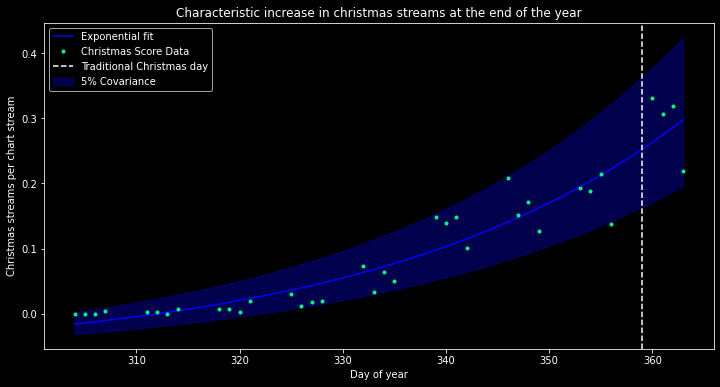 Characteristic increase in christmas streams at the end of the year
Exponential fit
Christmas Score Data
Traditional Christmas day
5% Covariance
Christmas streams per chart stream
0.4
0.3
0.2
0.1
0.0
310 320 330 340 350 360
Day of year